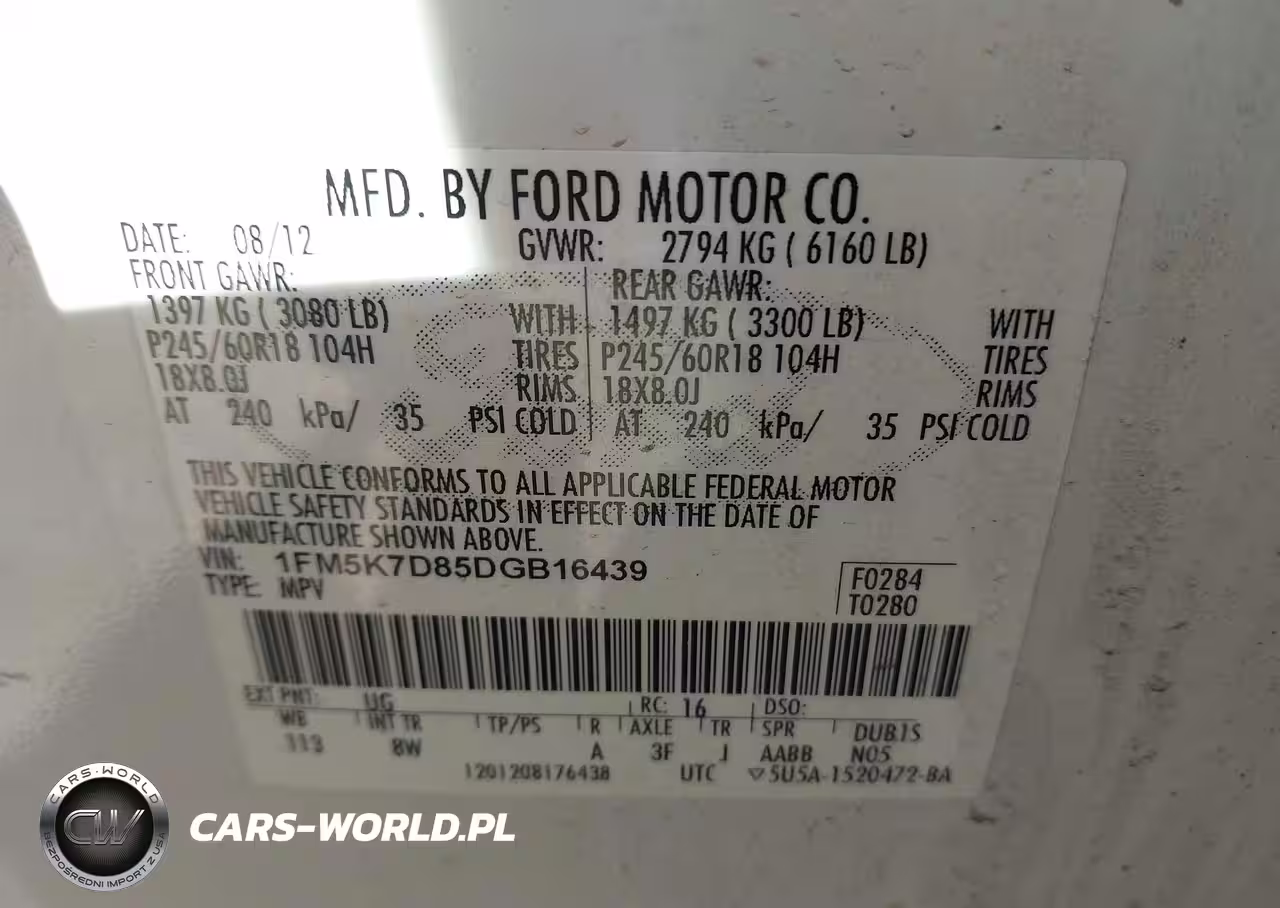 MFD. BY FORD MOTOR CO.
DATE: 08/12 GVWR: 2794 KG ( 6160 LB)
FRONT GAWR: REAR GAWR:
1397 KG ( 3080 LB) WITH 1497 KG ( 3300 LB) WITH
P245/60R18 104H TIRES P245/60R18 104H TIRES
18X8.0J RIMS 18X8.0J RIMS
AT 240 kPa/ 35 PSI COLD AT 240 kPa/ 35 PSI COLD
THIS VEHICLE CONFORMS TO ALL APPLICABLE FEDERAL MOTOR
VEHICLE SAFETY STANDARDS IN EFFECT ON THE DATE OF
MANUFACTURE SHOWN ABOVE.
VIN: 1FM5K7D85DGB16439
TYPE: MPV
F0284
T0280
EXT PNT: UG RC: 16 DSO:
WB INT TR TP/PS R AXLE TR SPR DUB1S
113 8W A 3F J AABB N05
1201208176438 UTC ▽5U5A-1520472-BA
CARS-WORLD
CW
BEZPOŚREDNI IMPORT Z USA
CARS-WORLD.PL